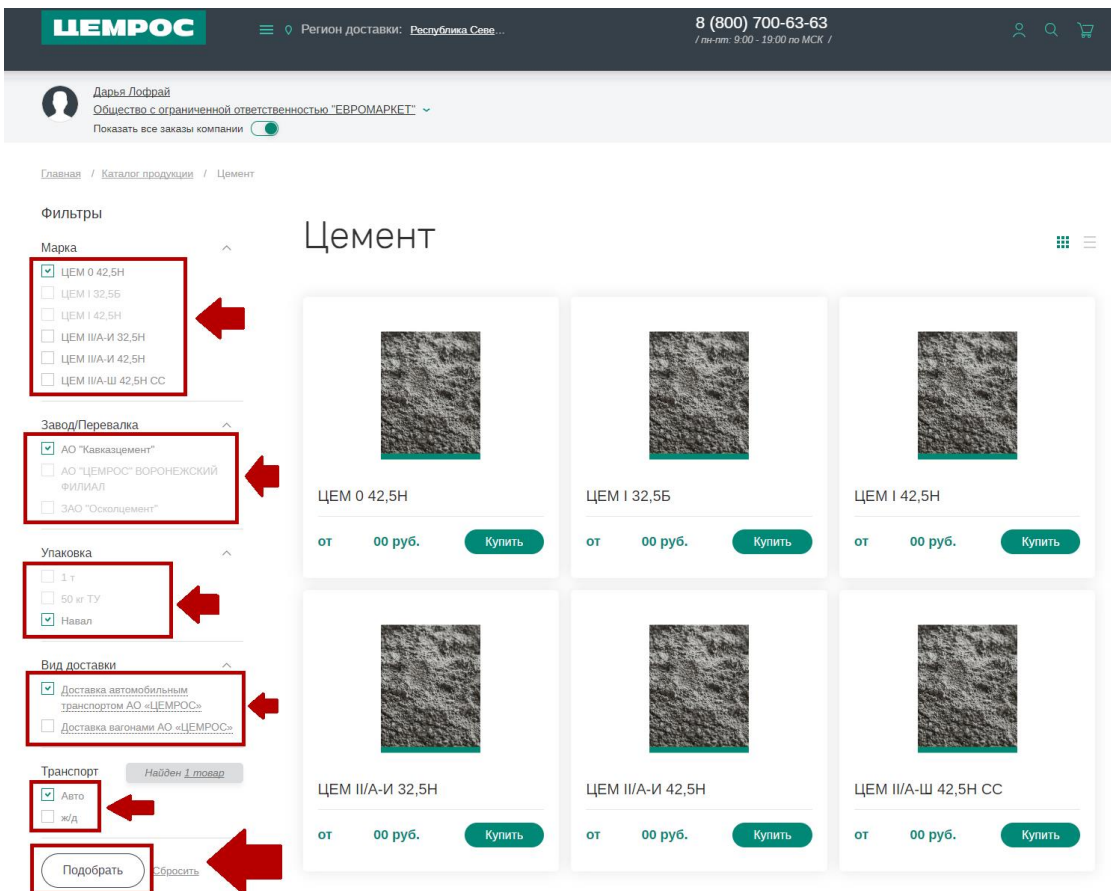 ЦЕМРОС
Регион доставки: Республика Севе...
8 (800) 700-63-63
/ пн-пт: 9:00 - 19:00 по МСК /
Дарья Лофрай
Общество с ограниченной ответственностью "ЕВРОМАРКЕТ"
Показать все заказы компании
Главная / Каталог продукции / Цемент
Фильтры
Марка
ЦЕМ 0 42,5Н
ЦЕМ I 32,5Б
ЦЕМ I 42,5Н
ЦЕМ II/А-И 32,5Н
ЦЕМ II/А-И 42,5Н
ЦЕМ II/А-Ш 42,5Н СС
Завод/Перевалка
АО "Кавказцемент"
АО "ЦЕМРОС" ВОРОНЕЖСКИЙ
ФИЛИАЛ
ЗАО "Осколцемент"
Упаковка
1 т
50 кг ТУ
Навал
Вид доставки
Доставка автомобильным
транспортом АО «ЦЕМРОС»
Доставка вагонами АО «ЦЕМРОС»
Транспорт
Найден 1 товар
Авто
ж/д
Подобрать
Сбросить
Цемент
ЦЕМ 0 42,5Н
от 00 руб. Купить
ЦЕМ I 32,5Б
от 00 руб. Купить
ЦЕМ I 42,5Н
от 00 руб. Купить
ЦЕМ II/А-И 32,5Н
от 00 руб. Купить
ЦЕМ II/А-И 42,5Н
от 00 руб. Купить
ЦЕМ II/А-Ш 42,5Н СС
от 00 руб. Купить